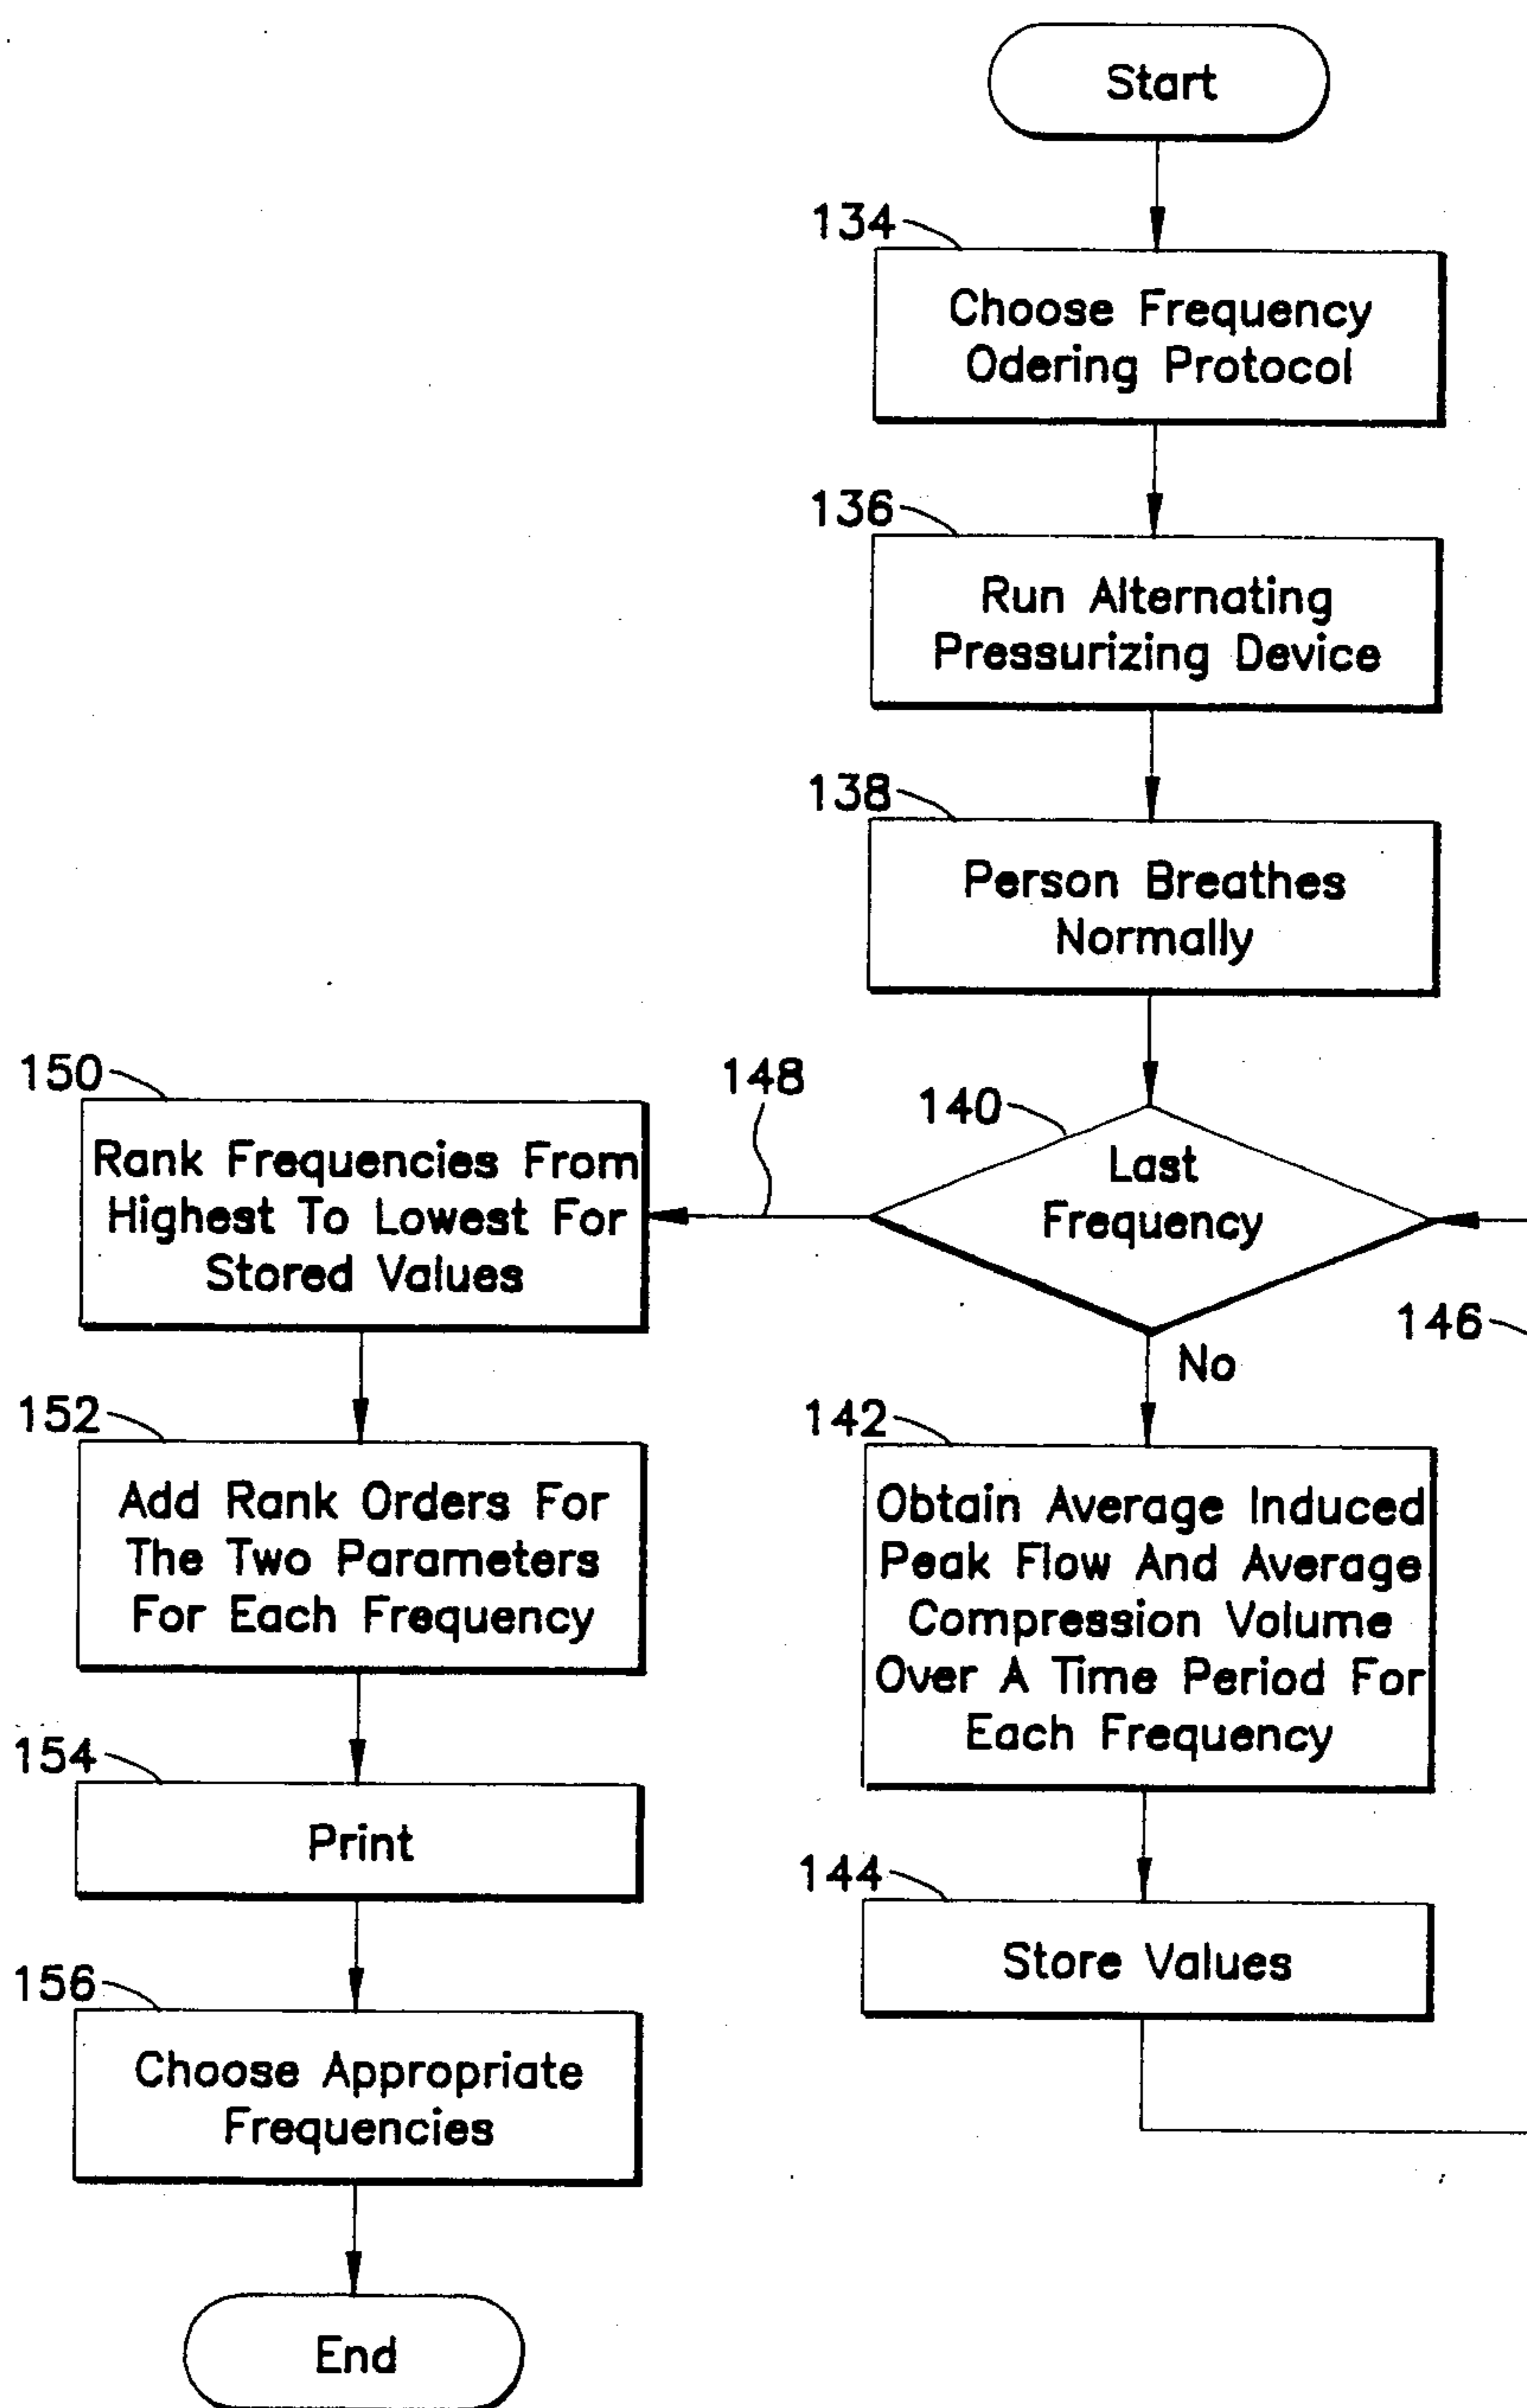 Start
134
Choose Frequency
Odering Protocol
136
Run Alternating
Pressurizing Device
138
Person Breathes
Normally
140
Last
Frequency
148
150
Rank Frequencies From
Highest To Lowest For
Stored Values
146
No
142
Obtain Average Induced
Peak Flow And Average
Compression Volume
Over A Time Period For
Each Frequency
144
Store Values
152
Add Rank Orders For
The Two Parameters
For Each Frequency
154
Print
156
Choose Appropriate
Frequencies
End